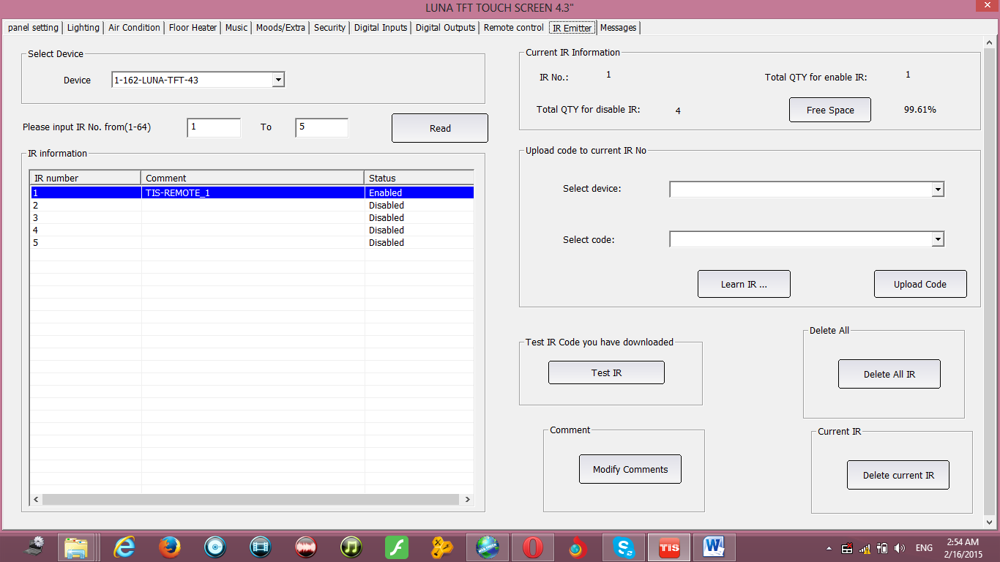 LUNA TFT TOUCH SCREEN 4.3"
panel setting Lighting Air Condition Floor Heater Music Moods/Extra Security Digital Inputs Digital Outputs Remote control IR Emitter Messages
Select Device
Device 1-162-LUNA-TFT-43
Please input IR No. from(1-64) 1 To 5 Read
IR information
IR number Comment Status
1 TIS-REMOTE_1 Enabled
2 Disabled
3 Disabled
4 Disabled
5 Disabled
Current IR Information
IR No.: 1 Total QTY for enable IR: 1
Total QTY for disable IR: 4 Free Space 99.61%
Upload code to current IR No
Select device:
Select code:
Learn IR ... Upload Code
Test IR Code you have downloaded
Test IR
Delete All
Delete All IR
Comment
Modify Comments
Current IR
Delete current IR
TIS
ENG
2:54 AM
2/16/2015